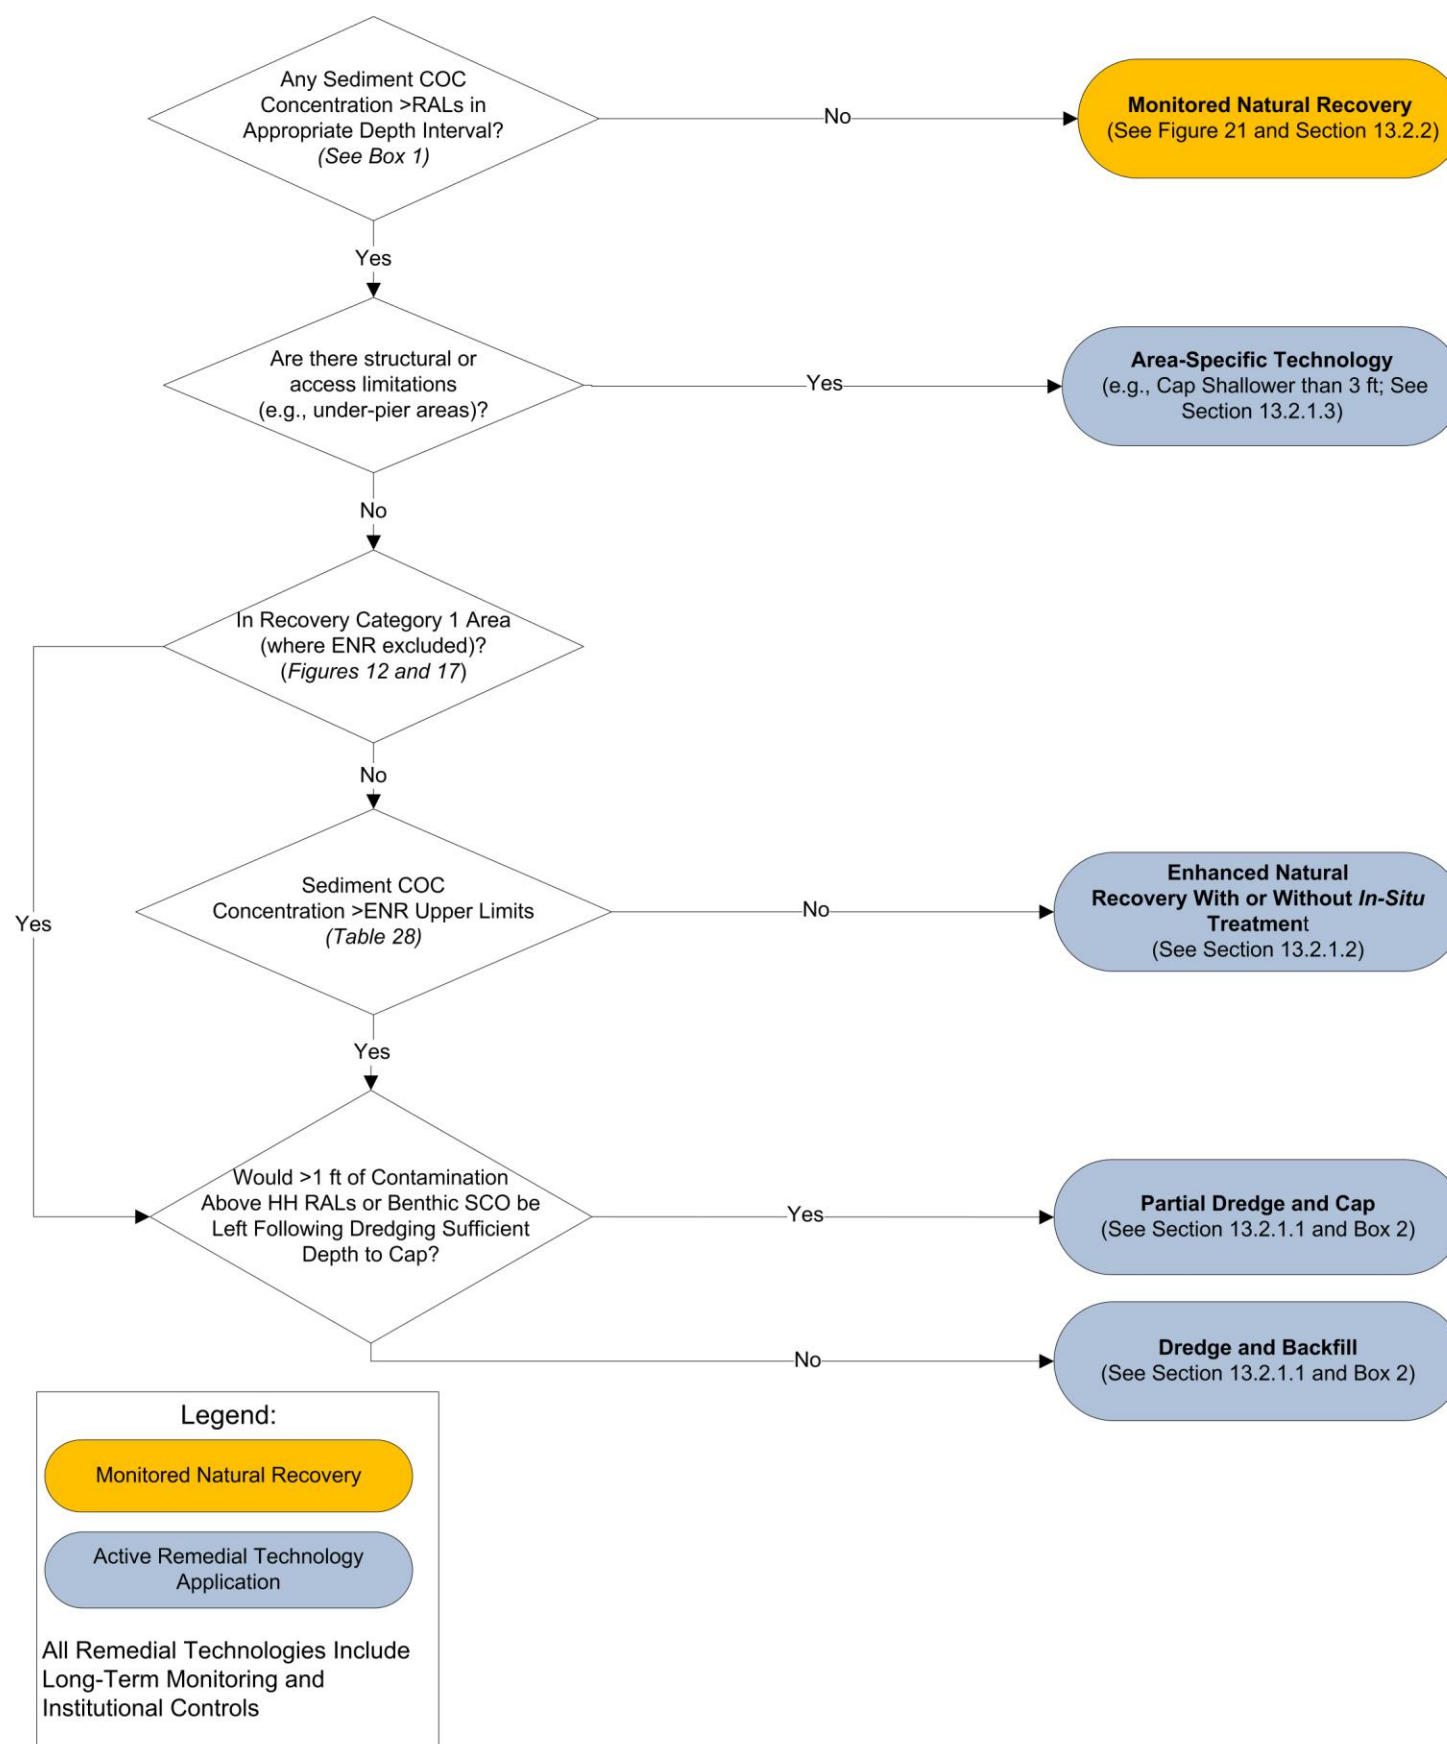 Any Sediment COC
Concentration >RALs in
Appropriate Depth Interval?
(See Box 1)
No
Monitored Natural Recovery
(See Figure 21 and Section 13.2.2)
Yes
Are there structural or
access limitations
(e.g., under-pier areas)?
Yes
Area-Specific Technology
(e.g., Cap Shallower than 3 ft; See
Section 13.2.1.3)
No
In Recovery Category 1 Area
(where ENR excluded)?
(Figures 12 and 17)
No
Yes
Sediment COC
Concentration >ENR Upper Limits
(Table 28)
No
Enhanced Natural
Recovery With or Without In-Situ
Treatment
(See Section 13.2.1.2)
Yes
Would >1 ft of Contamination
Above HH RALs or Benthic SCO be
Left Following Dredging Sufficient
Depth to Cap?
Yes
Partial Dredge and Cap
(See Section 13.2.1.1 and Box 2)
No
Dredge and Backfill
(See Section 13.2.1.1 and Box 2)
Legend:
Monitored Natural Recovery
Active Remedial Technology
Application
All Remedial Technologies Include
Long-Term Monitoring and
Institutional Controls